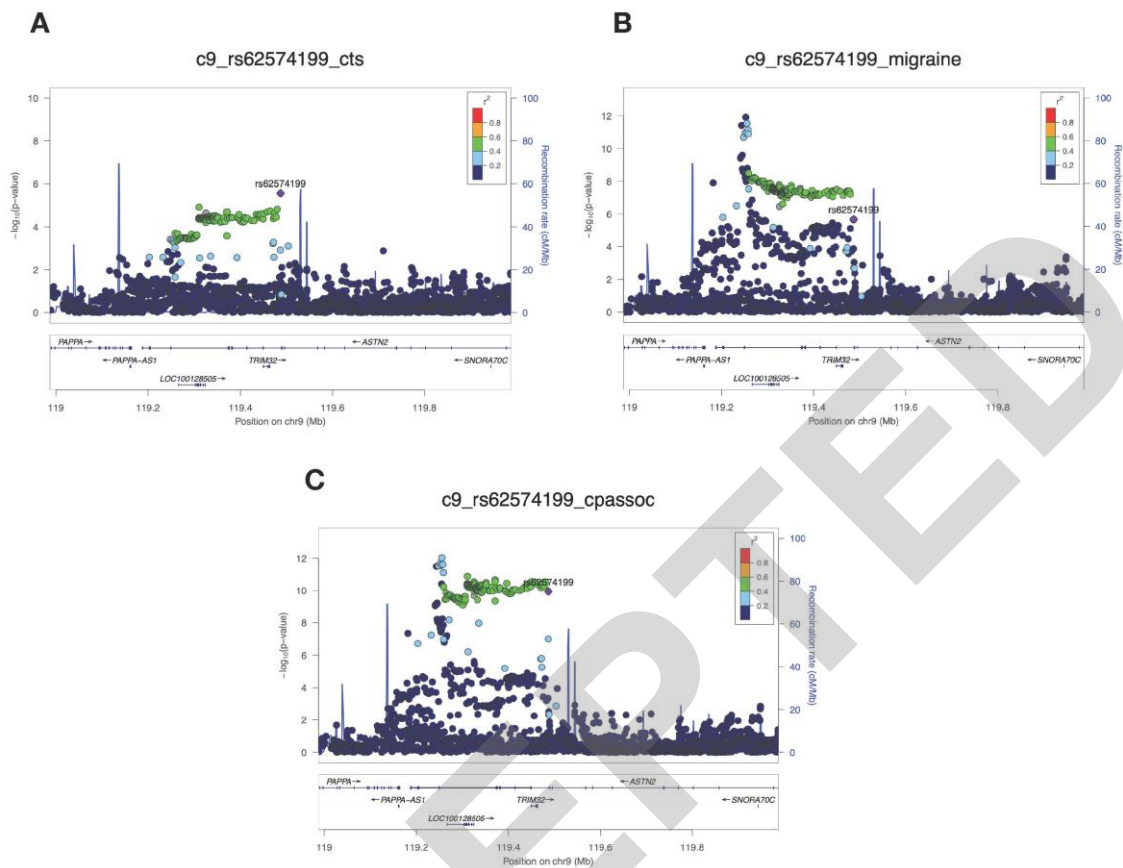 A
c9_rs62574199_cts
10
8
6
4
2
0
−log10(p−value)
100
80
60
40
20
0
Recombination rate (cM/Mb)
r2
0.8
0.6
0.4
0.2
rs62574199
PAPPA→
←ASTN2
←PAPPA-AS1
TRIM32→
SNORA70C
←
LOC100128505→
119
119.2
119.4
119.6
119.8
Position on chr9 (Mb)
B
c9_rs62574199_migraine
12
10
8
6
4
2
0
−log10(p−value)
100
80
60
40
20
0
Recombination rate (cM/Mb)
r2
0.8
0.6
0.4
0.2
rs62574199
PAPPA→
←ASTN2
←PAPPA-AS1
TRIM32→
←SNORA70C
LOC100128505→
119
119.2
119.4
119.6
119.8
Position on chr9 (Mb)
C
c9_rs62574199_cpassoc
12
10
8
6
4
2
0
−log10(p−value)
100
80
60
40
20
0
Recombination rate (cM/Mb)
r2
0.8
0.6
0.4
0.2
rs62574199
PAPPA→
←ASTN2
←PAPPA-AS1
TRIM32→
←SNORA70C
LOC100128505→
119
119.2
119.4
119.6
119.8
Position on chr9 (Mb)
EPTED